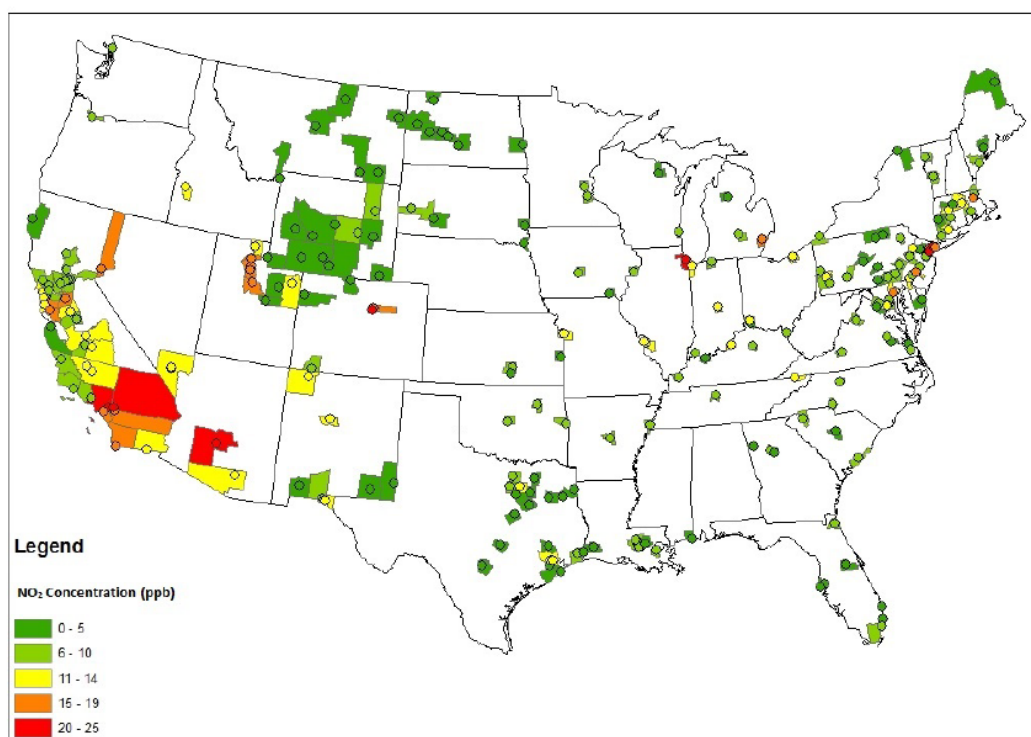 Legend
NO₂ Concentration (ppb)
0 - 5
6 - 10
11 - 14
15 - 19
20 - 25